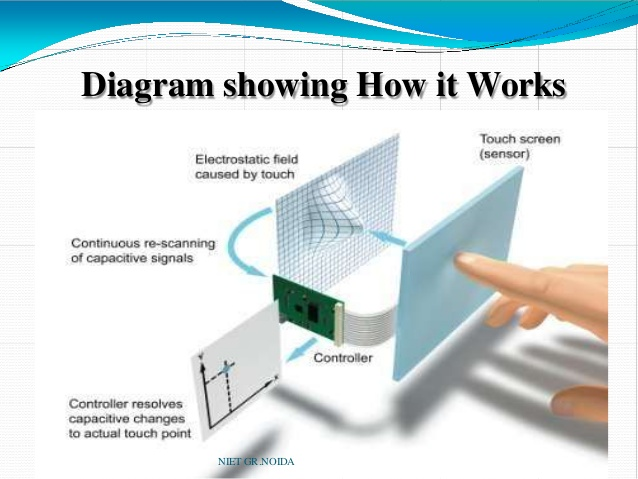 Diagram showing How it Works
Touch screen
(sensor)
Electrostatic field
caused by touch
Continuous re-scanning
of capacitive signals
Controller
Y
X
Controller resolves
capacitive changes
to actual touch point
NIET GR.NOIDA